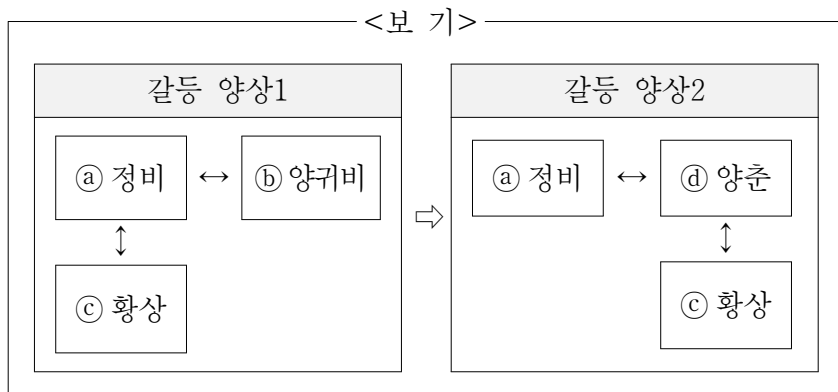 <보 기>
갈등 양상1
갈등 양상2
ⓐ 정비 ↔ ⓑ 양귀비
↕
ⓒ 황상
⇨
ⓐ 정비 ↔ ⓓ 양춘
↕
ⓒ 황상